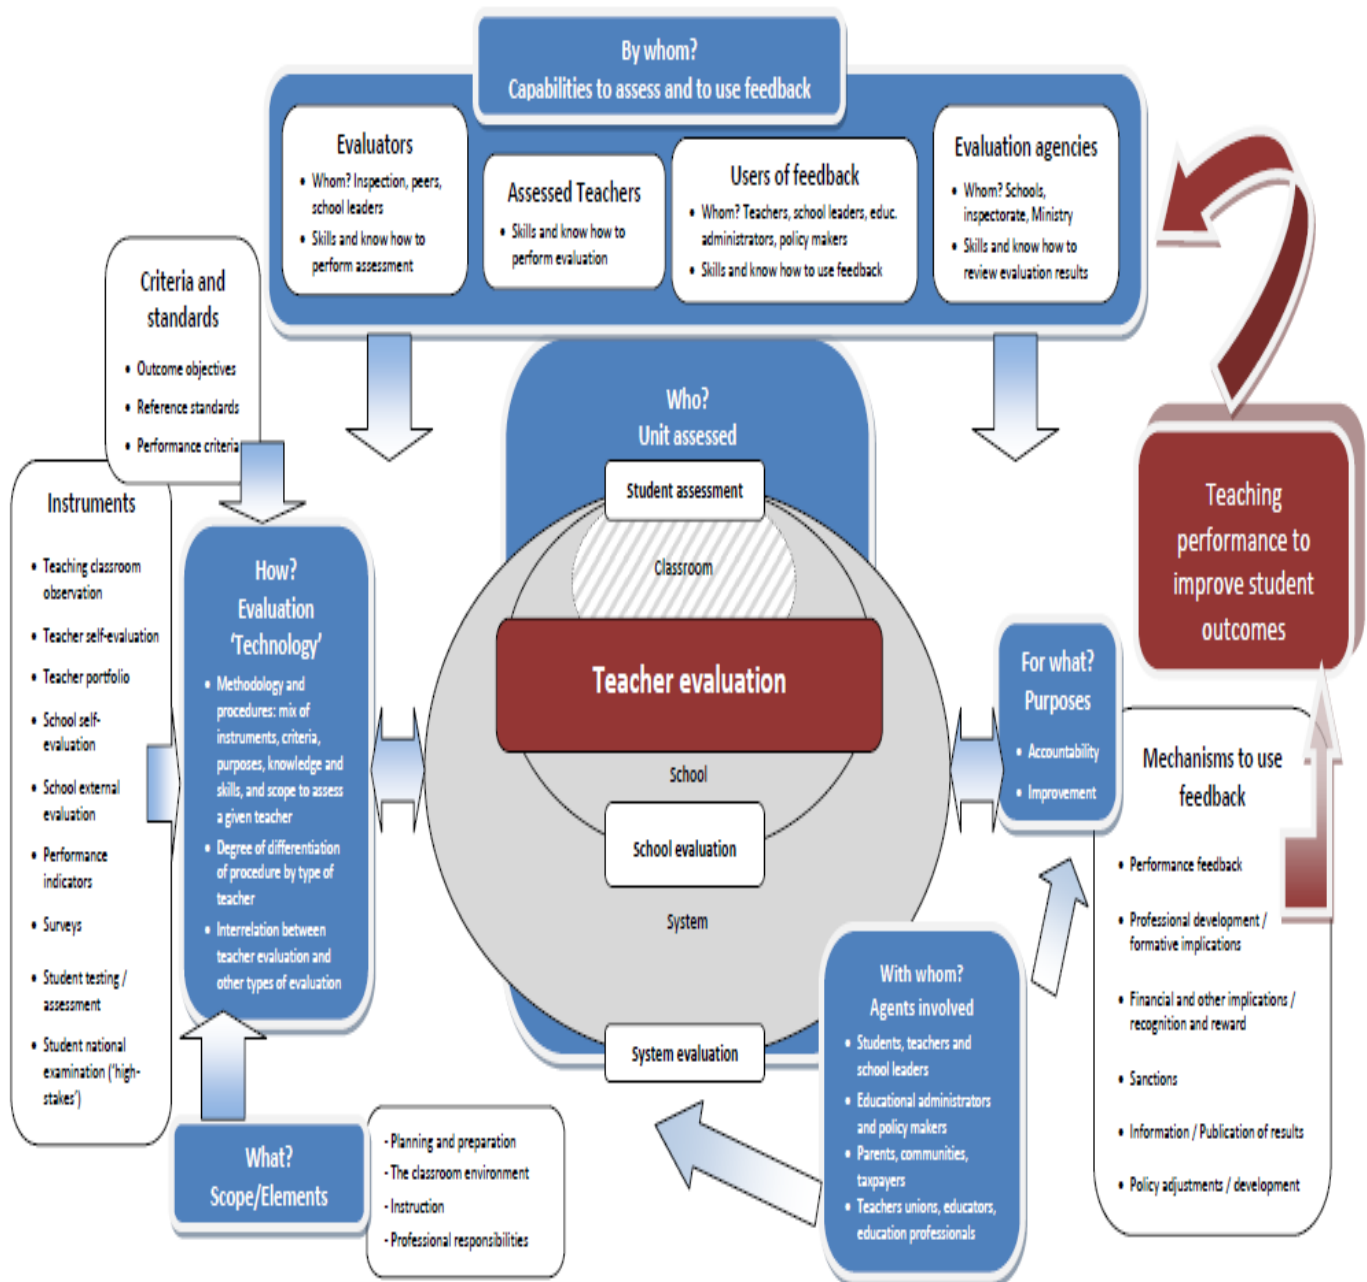 By whom?
Capabilities to assess and to use feedback
Evaluators
• Whom? Inspection, peers,
school leaders
• Skills and know how to
perform assessment
Assessed Teachers
• Skills and know how to
perform evaluation
Users of feedback
• Whom? Teachers, school leaders, educ.
administrators, policy makers
• Skills and know how to use feedback
Evaluation agencies
• Whom? Schools,
inspectorate, Ministry
• Skills and know how to
review evaluation results
Criteria and
standards
• Outcome objectives
• Reference standards
• Performance criteria
Instruments
• Teaching classroom
observation
• Teacher self-evaluation
• Teacher portfolio
• School self-
evaluation
• School external
evaluation
• Performance
indicators
• Surveys
• Student testing /
assessment
• Student national
examination ('high-
stakes')
How?
Evaluation
'Technology'
• Methodology and
procedures: mix of
instruments, criteria,
purposes, knowledge and
skills, and scope to assess
a given teacher
• Degree of differentiation
of procedure by type of
teacher
• Interrelation between
teacher evaluation and
other types of evaluation
What?
Scope/Elements
- Planning and preparation
- The classroom environment
- Instruction
- Professional responsibilities
Who?
Unit assessed
Student assessment
Classroom
Teacher evaluation
School
School evaluation
System
System evaluation
With whom?
Agents involved
• Students, teachers and
school leaders
• Educational administrators
and policy makers
• Parents, communities,
taxpayers
• Teachers unions, educators,
education professionals
For what?
Purposes
• Accountability
• Improvement
Mechanisms to use
feedback
• Performance feedback
• Professional development /
formative implications
• Financial and other implications /
recognition and reward
• Sanctions
• Information / Publication of results
• Policy adjustments / development
Teaching
performance to
improve student
outcomes